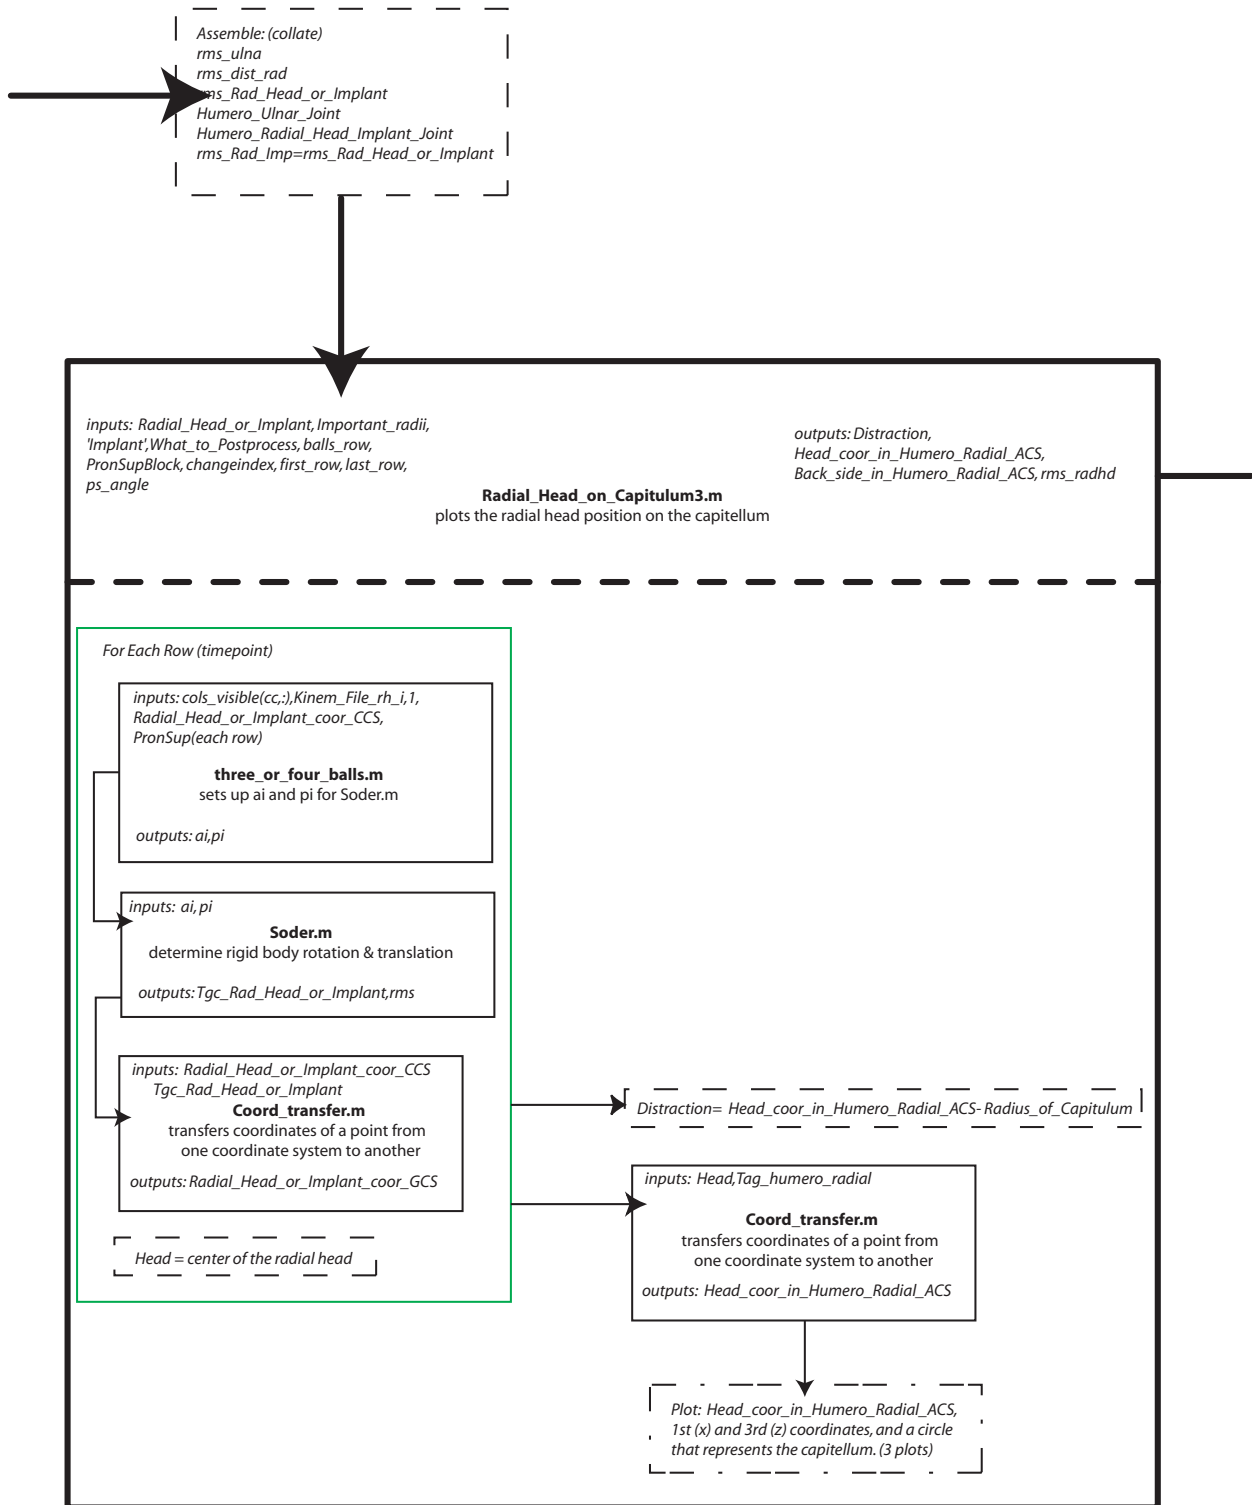 Assemble: (collate)
rms_ulna
rms_dist_rad
rms_Rad_Head_or_Implant
Humero_Ulnar_Joint
Humero_Radial_Head_Implant_Joint
rms_Rad_Imp=rms_Rad_Head_or_Implant
inputs: Radial_Head_or_Implant, Important_radii,
'Implant', What_to_Postprocess, balls_row,
PronSupBlock, changeindex, first_row, last_row,
ps_angle
outputs: Distraction,
Head_coor_in_Humero_Radial_ACS,
Back_side_in_Humero_Radial_ACS, rms_radhd
Radial_Head_on_Capitulum3.m
plots the radial head position on the capitellum
For Each Row (timepoint)
inputs: cols_visible(cc,:),Kinem_File_rh_i,1,
Radial_Head_or_Implant_coor_CCS,
PronSup(each row)
three_or_four_balls.m
sets up ai and pi for Soder.m
outputs: ai,pi
inputs: ai, pi
Soder.m
determine rigid body rotation & translation
outputs: Tgc_Rad_Head_or_Implant,rms
inputs: Radial_Head_or_Implant_coor_CCS
Tgc_Rad_Head_or_Implant
Coord_transfer.m
transfers coordinates of a point from
one coordinate system to another
outputs: Radial_Head_or_Implant_coor_GCS
Head = center of the radial head
Distraction= Head_coor_in_Humero_Radial_ACS- Radius_of_Capitulum
inputs: Head,Tag_humero_radial
Coord_transfer.m
transfers coordinates of a point from
one coordinate system to another
outputs: Head_coor_in_Humero_Radial_ACS
Plot: Head_coor_in_Humero_Radial_ACS,
1st (x) and 3rd (z) coordinates, and a circle
that represents the capitellum. (3 plots)